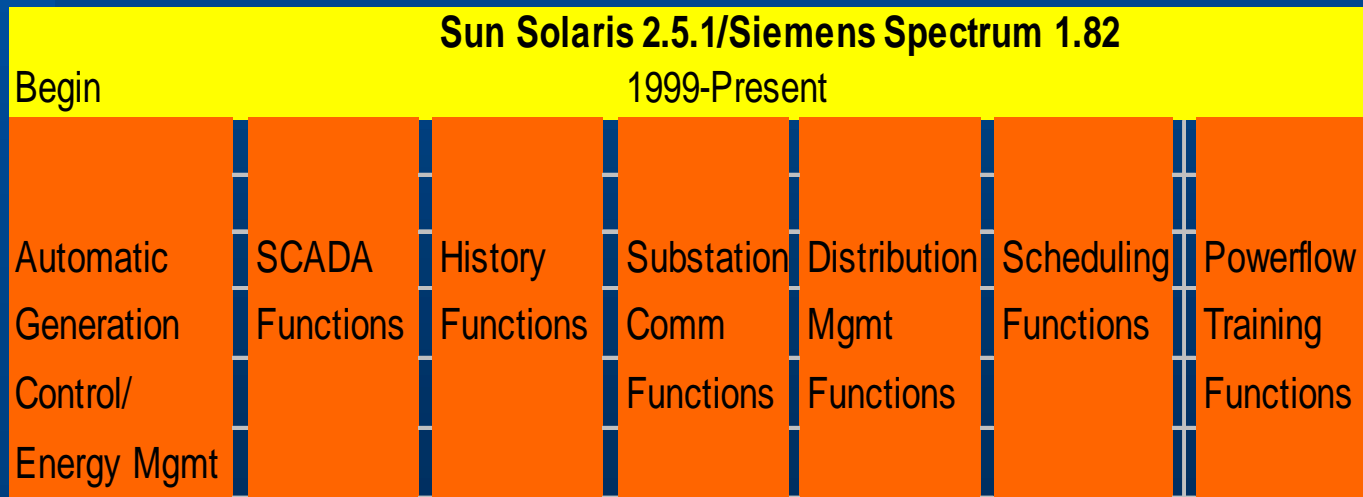 Sun Solaris 2.5.1/Siemens Spectrum 1.82
Begin 1999-Present
Automatic
Generation
Control/
Energy Mgmt
SCADA
Functions
History
Functions
Substation
Comm
Functions
Distribution
Mgmt
Functions
Scheduling
Functions
Powerflow
Training
Functions